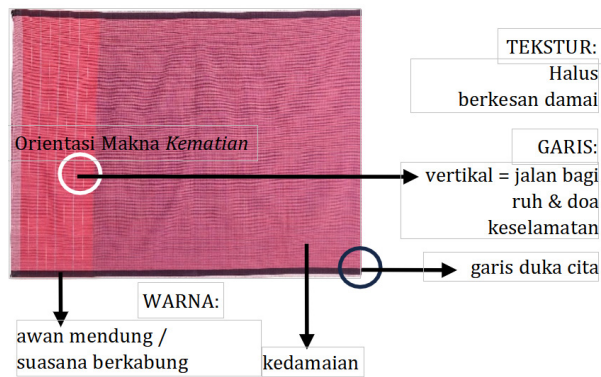 TEKSTUR:
Halus
berkesan damai
Orientasi Makna Kematian
GARIS:
vertikal = jalan bagi
ruh & doa
keselamatan
garis duka cita
WARNA:
awan mendung /
suasana berkabung
kedamaian